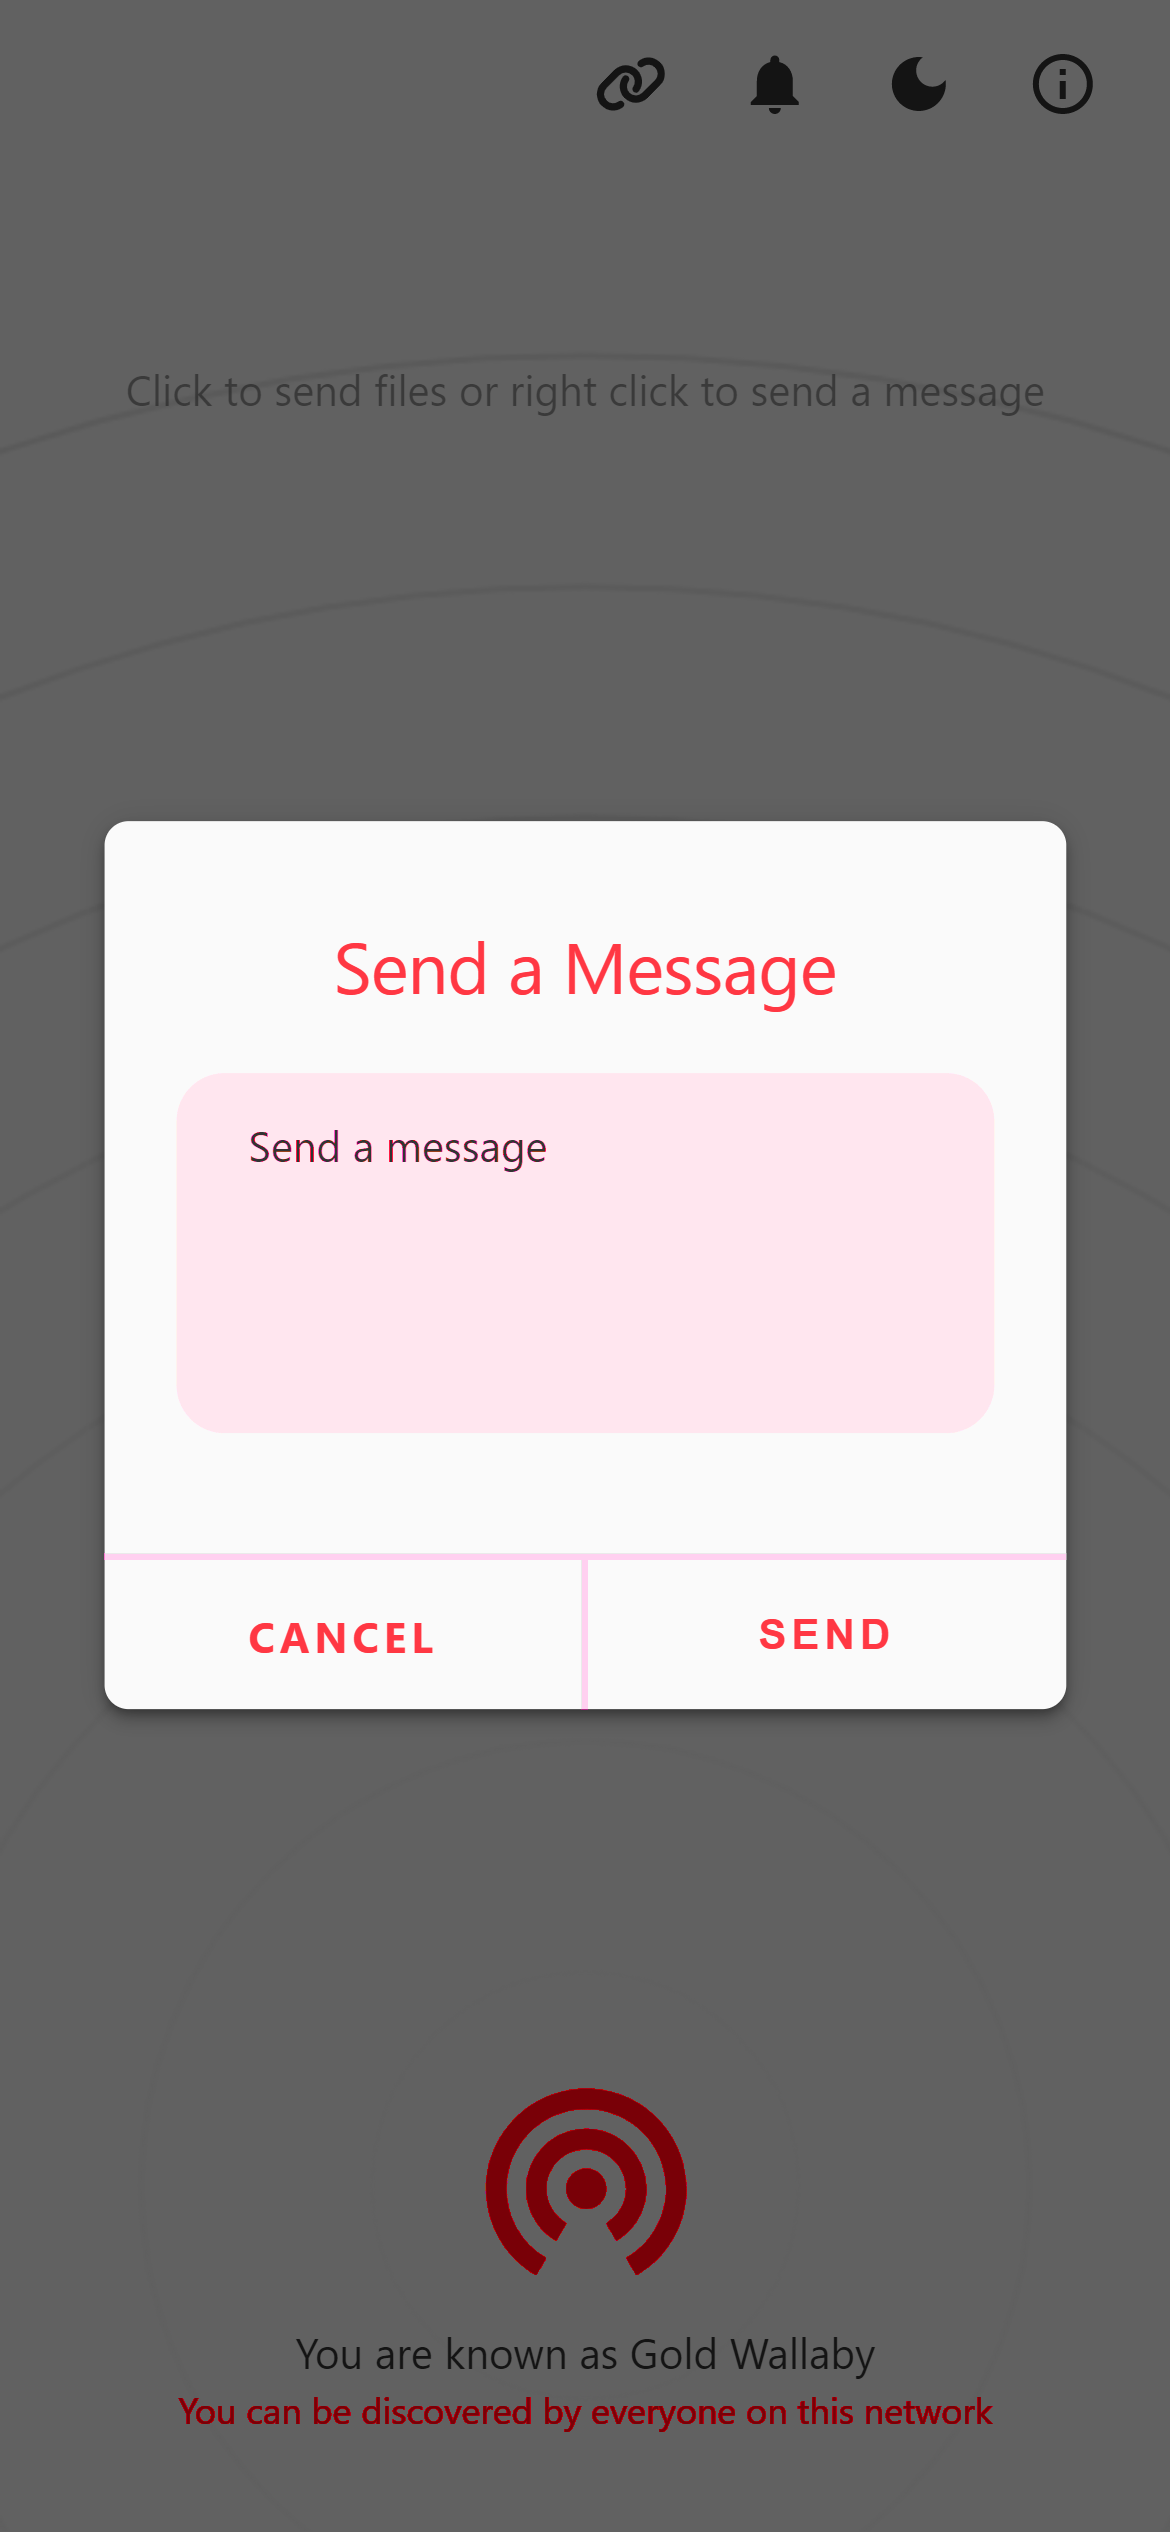 Click to send files or right click to send a message
Send a Message
Send a message
CANCEL
SEND
You are known as Gold Wallaby
You can be discovered by everyone on this network